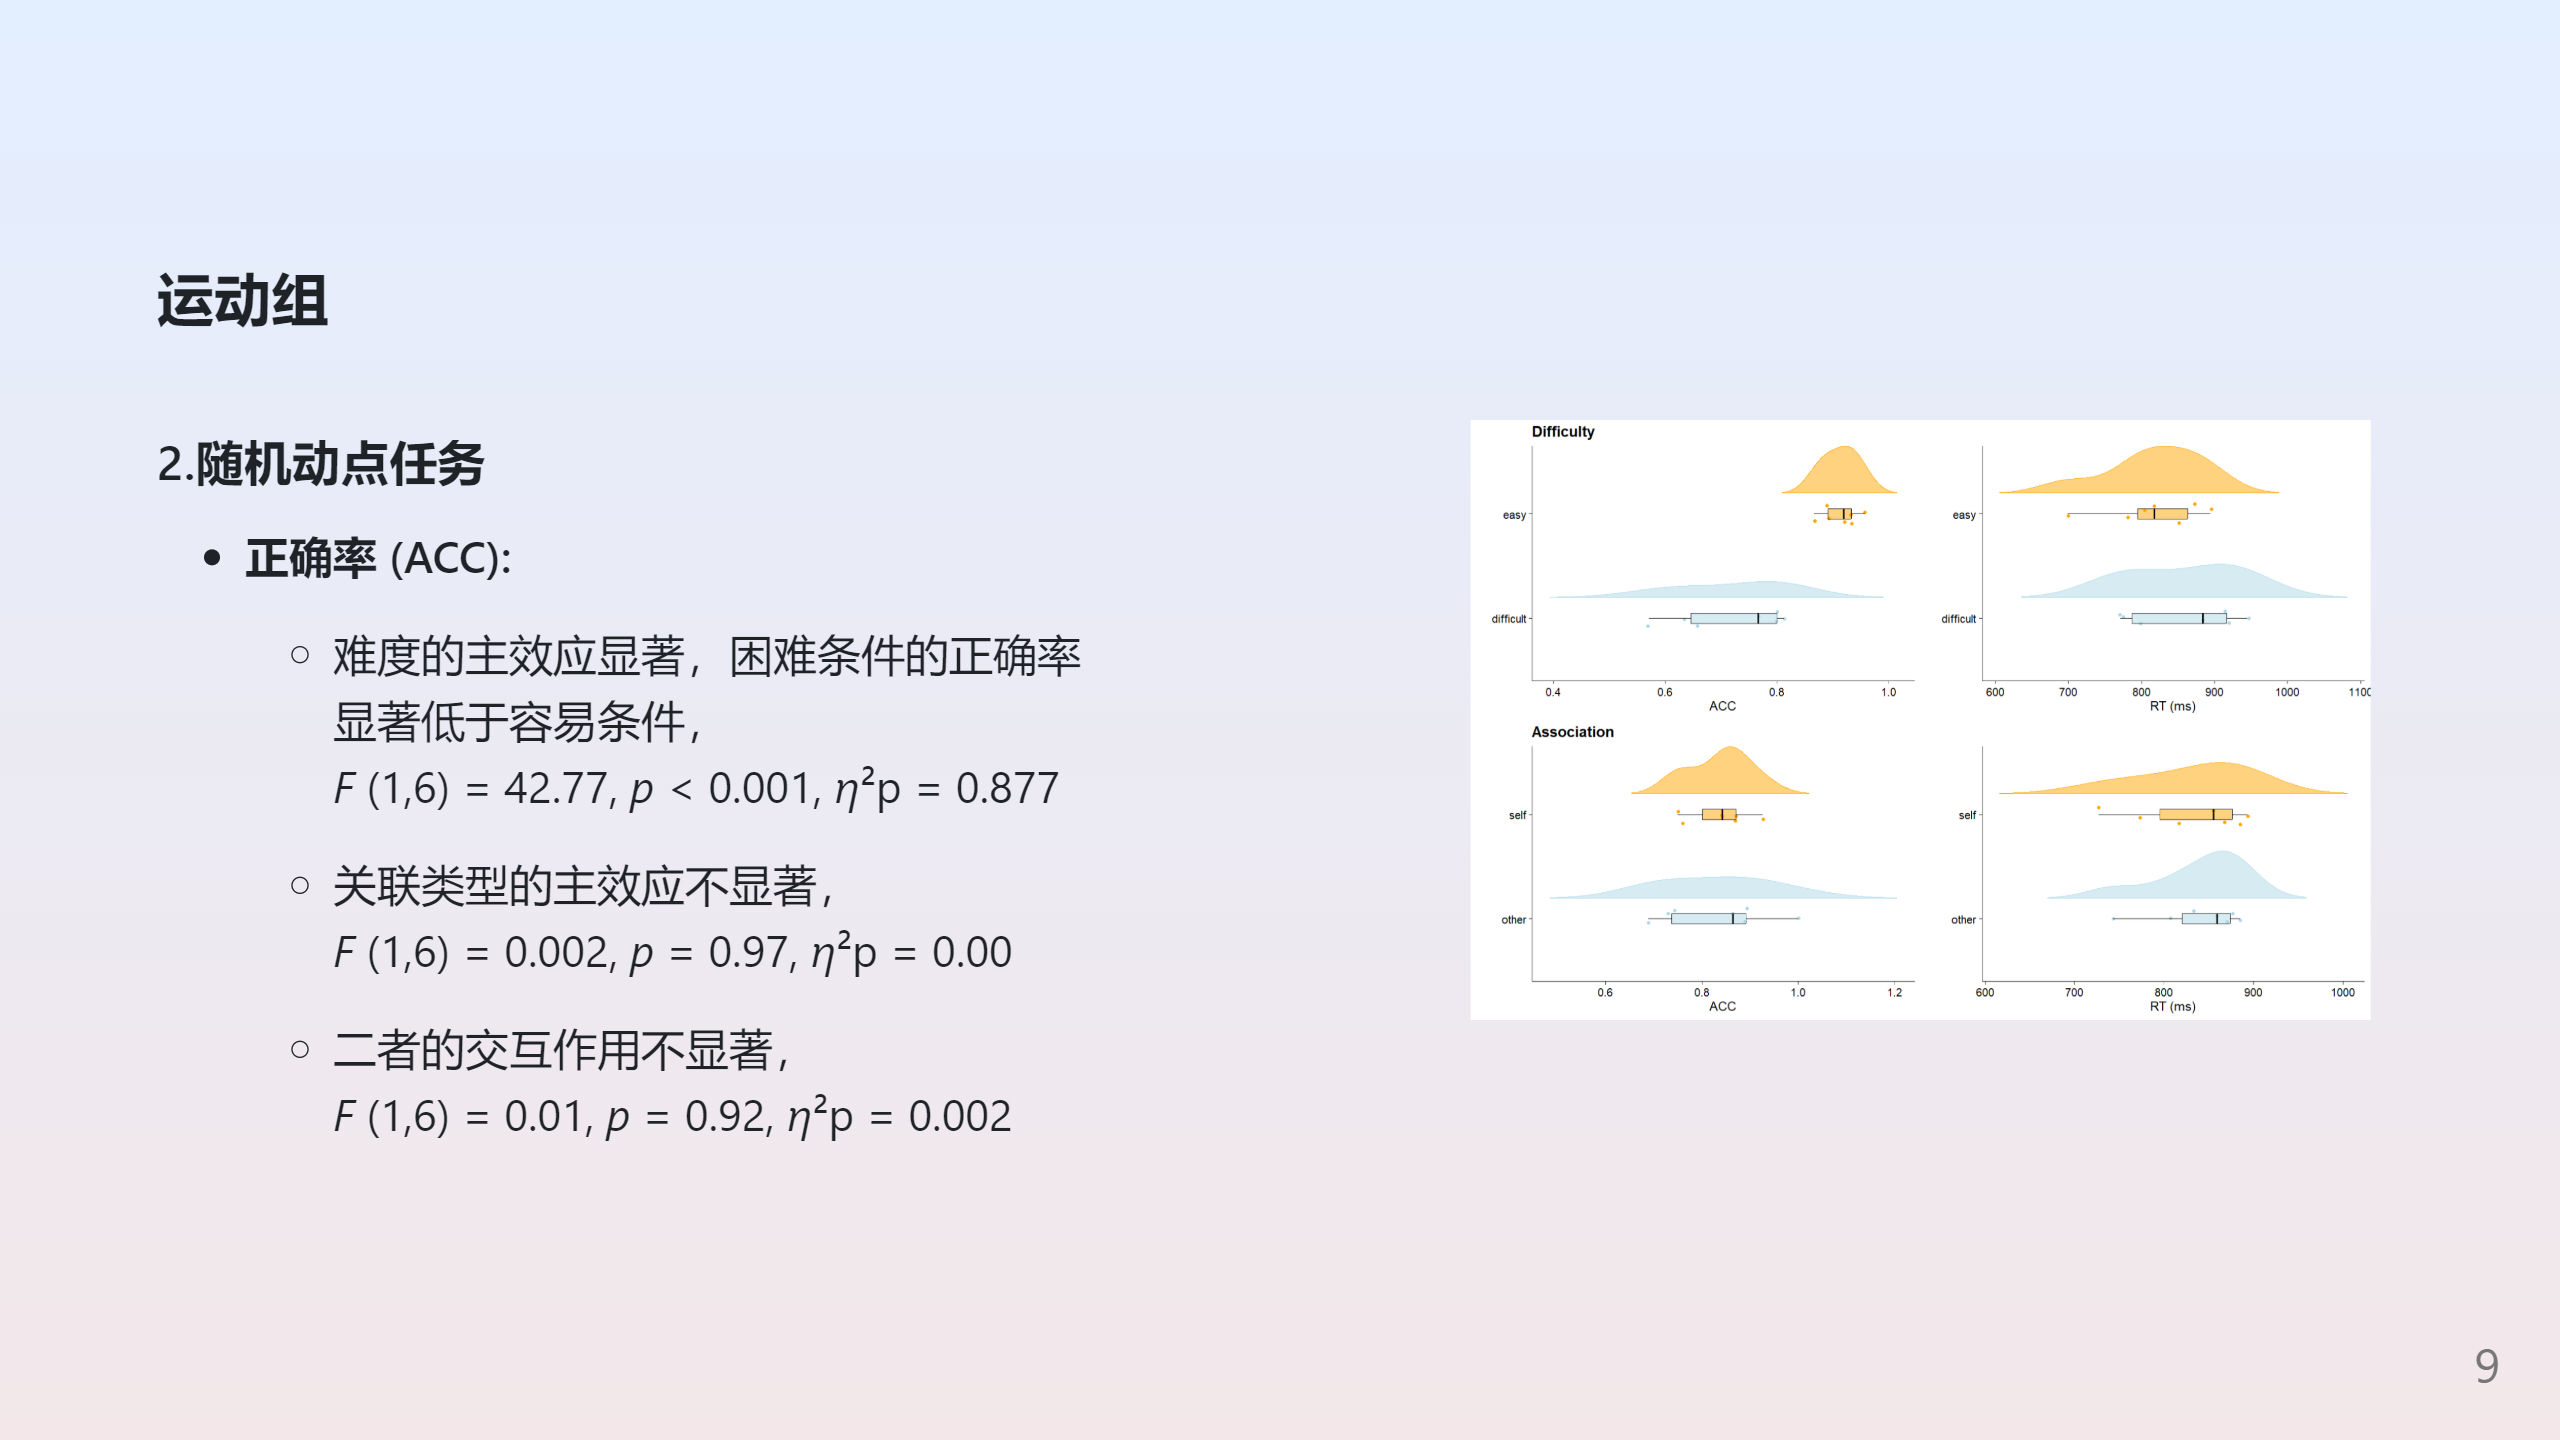 运动组
2.随机动点任务
• 正确率 (ACC):
○ 难度的主效应显著，困难条件的正确率
显著低于容易条件，
F (1,6) = 42.77, p < 0.001, η²p = 0.877
○ 关联类型的主效应不显著，
F (1,6) = 0.002, p = 0.97, η²p = 0.00
○ 二者的交互作用不显著，
F (1,6) = 0.01, p = 0.92, η²p = 0.002
Difficulty
easy
difficult
0.4 0.6 0.8 1.0
ACC
easy
difficult
600 700 800 900 1000 1100
RT (ms)
Association
self
other
0.6 0.8 1.0 1.2
ACC
self
other
600 700 800 900 1000
RT (ms)
9